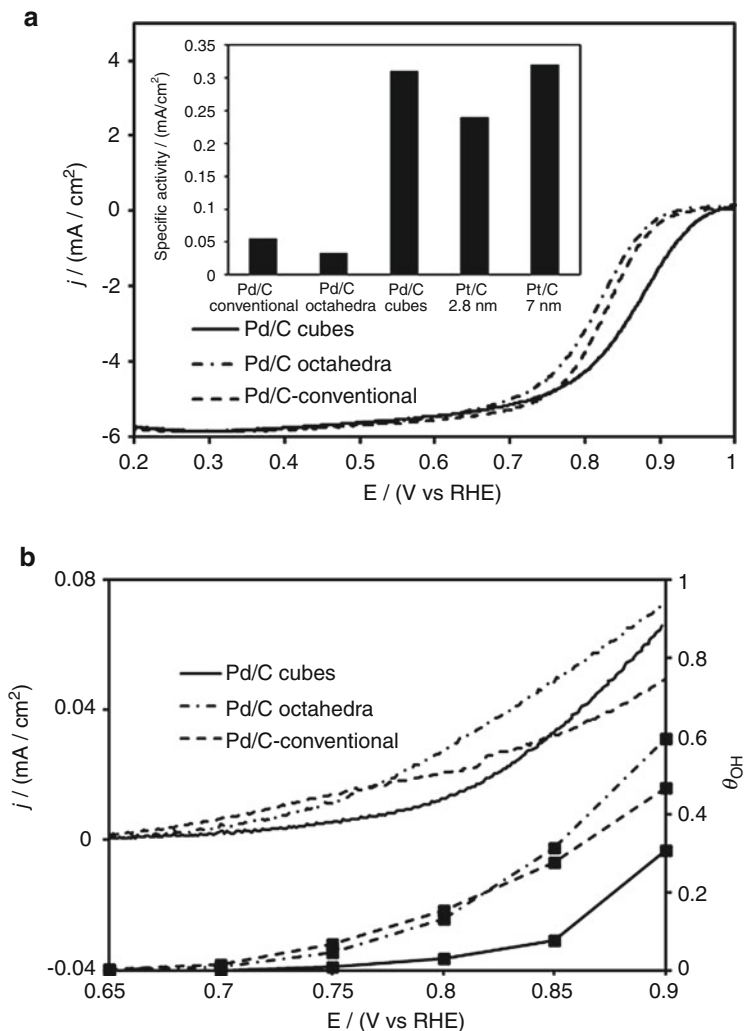 a
4
2
0
-2
-4
-6
j / (mA / cm²)
0.2 0.3 0.4 0.5 0.6 0.7 0.8 0.9 1
E / (V vs RHE)
0.35
0.3
0.25
0.2
0.15
0.1
0.05
0
Specific activity / (mA/cm²)
Pd/C conventional
Pd/C octahedra
Pd/C cubes
Pt/C 2.8 nm
Pt/C 7 nm
Pd/C cubes
Pd/C octahedra
Pd/C-conventional
b
0.08
0.04
0
-0.04
j / (mA / cm²)
Pd/C cubes
Pd/C octahedra
Pd/C-conventional
1
0.8
0.6
0.4
0.2
0
θOH
0.65 0.7 0.75 0.8 0.85 0.9
E / (V vs RHE)